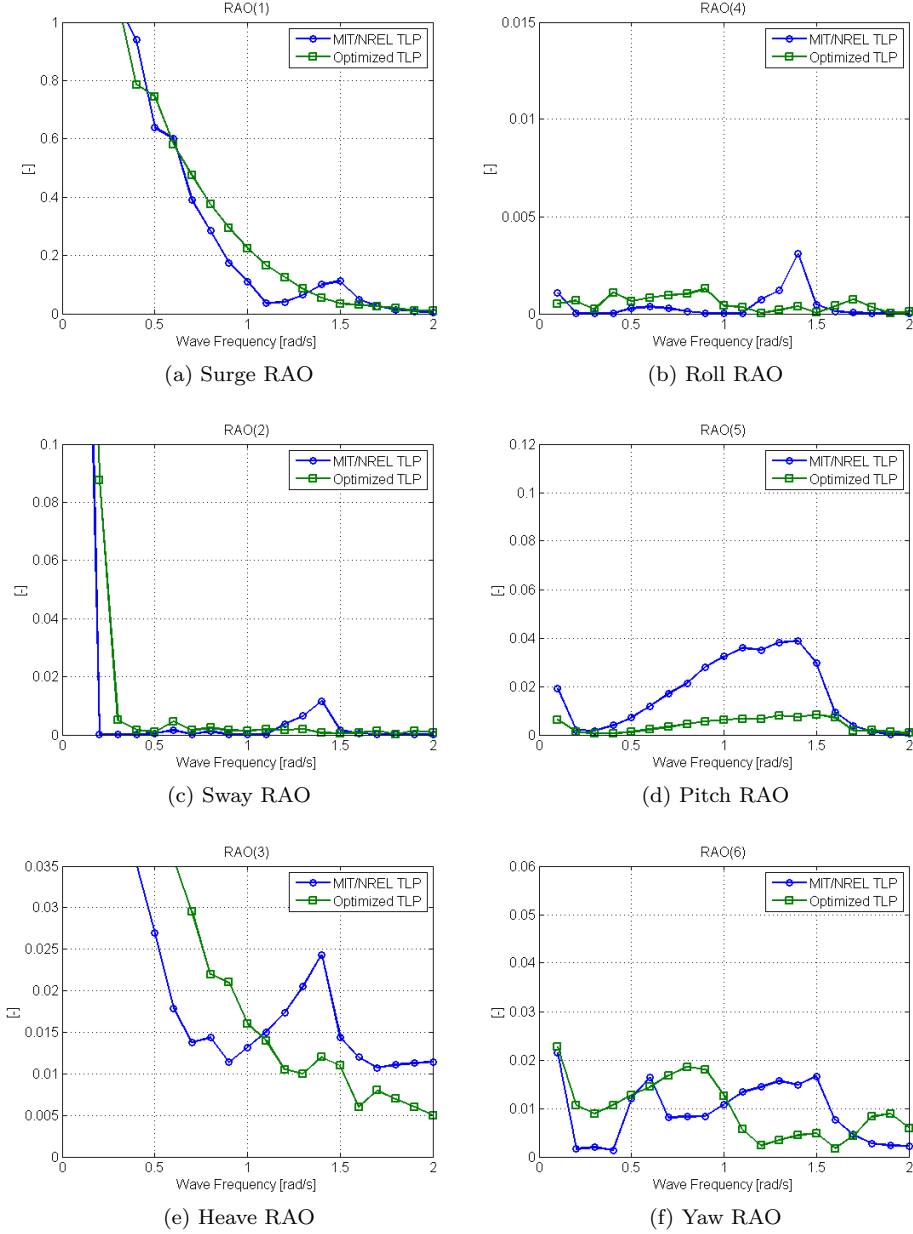 RAO(1)
1
0.8
0.6
0.4
0.2
0
[-]
0
0.5
1
1.5
2
Wave Frequency [rad/s]
MIT/NREL TLP
Optimized TLP
(a) Surge RAO
RAO(4)
0.015
0.01
0.005
0
[-]
0
0.5
1
1.5
2
Wave Frequency [rad/s]
MIT/NREL TLP
Optimized TLP
(b) Roll RAO
RAO(2)
0.1
0.08
0.06
0.04
0.02
0
[-]
0
0.5
1
1.5
2
Wave Frequency [rad/s]
MIT/NREL TLP
Optimized TLP
(c) Sway RAO
RAO(5)
0.12
0.1
0.08
0.06
0.04
0.02
0
[-]
0
0.5
1
1.5
2
Wave Frequency [rad/s]
MIT/NREL TLP
Optimized TLP
(d) Pitch RAO
RAO(3)
0.035
0.03
0.025
0.02
0.015
0.01
0.005
0
[-]
0
0.5
1
1.5
2
Wave Frequency [rad/s]
MIT/NREL TLP
Optimized TLP
(e) Heave RAO
RAO(6)
0.06
0.05
0.04
0.03
0.02
0.01
0
[-]
0
0.5
1
1.5
2
Wave Frequency [rad/s]
MIT/NREL TLP
Optimized TLP
(f) Yaw RAO